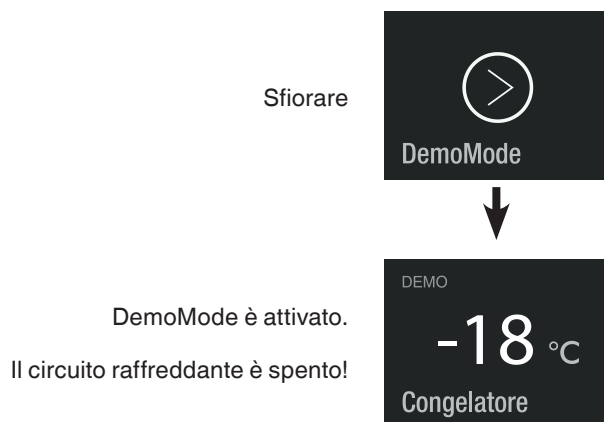 Sfiorare
DemoMode
DEMO
DemoMode è attivato.
-18 °C
Il circuito raffreddante è spento!
Congelatore